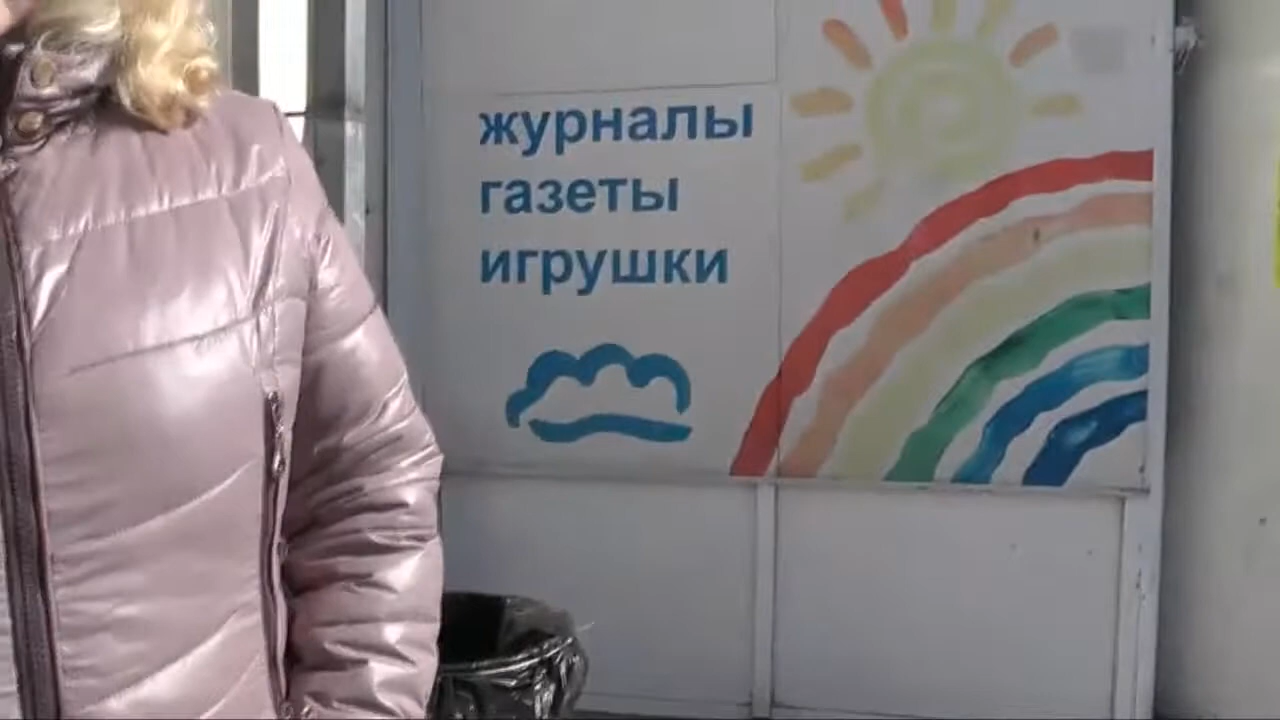 журналы
газеты
игрушки